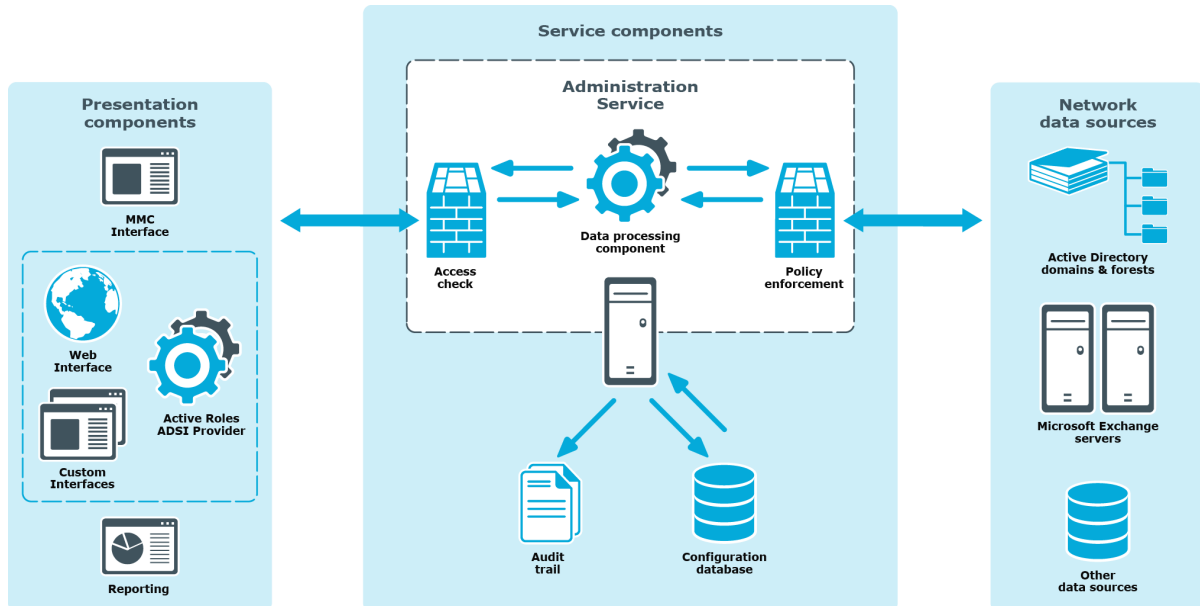 Presentation
components
MMC
Interface
Web
Interface
Active Roles
ADSI Provider
Custom
Interfaces
Reporting
Service components
Administration
Service
Data processing
component
Access
check
Policy
enforcement
Audit
trail
Configuration
database
Network
data sources
Active Directory
domains & forests
Microsoft Exchange
servers
Other
data sources